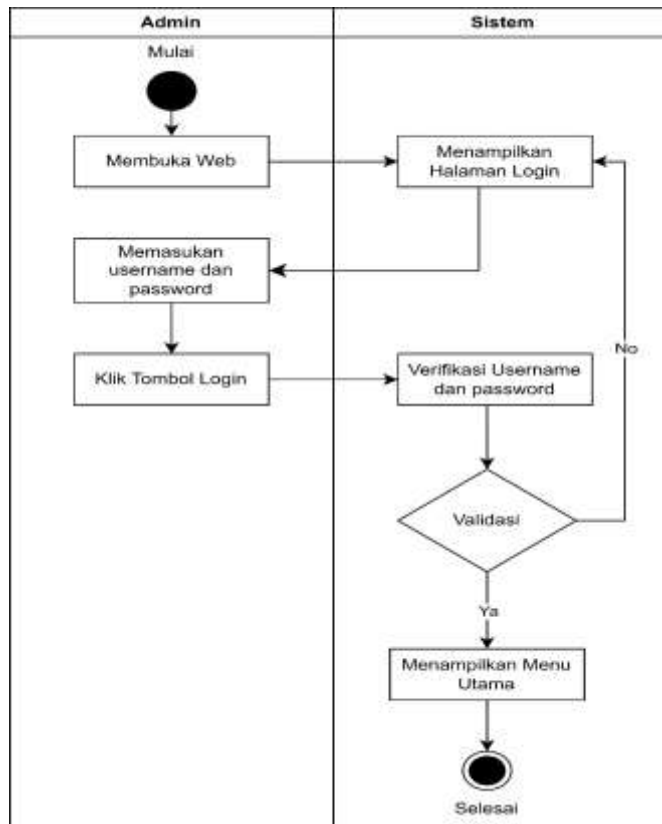 Admin
Sistem
Mulai
Membuka Web
Menampilkan
Halaman Login
Memasukan
username dan
password
Klik Tombol Login
Verifikasi Username
dan password
No
Validasi
Ya
Menampilkan Menu
Utama
Selesai